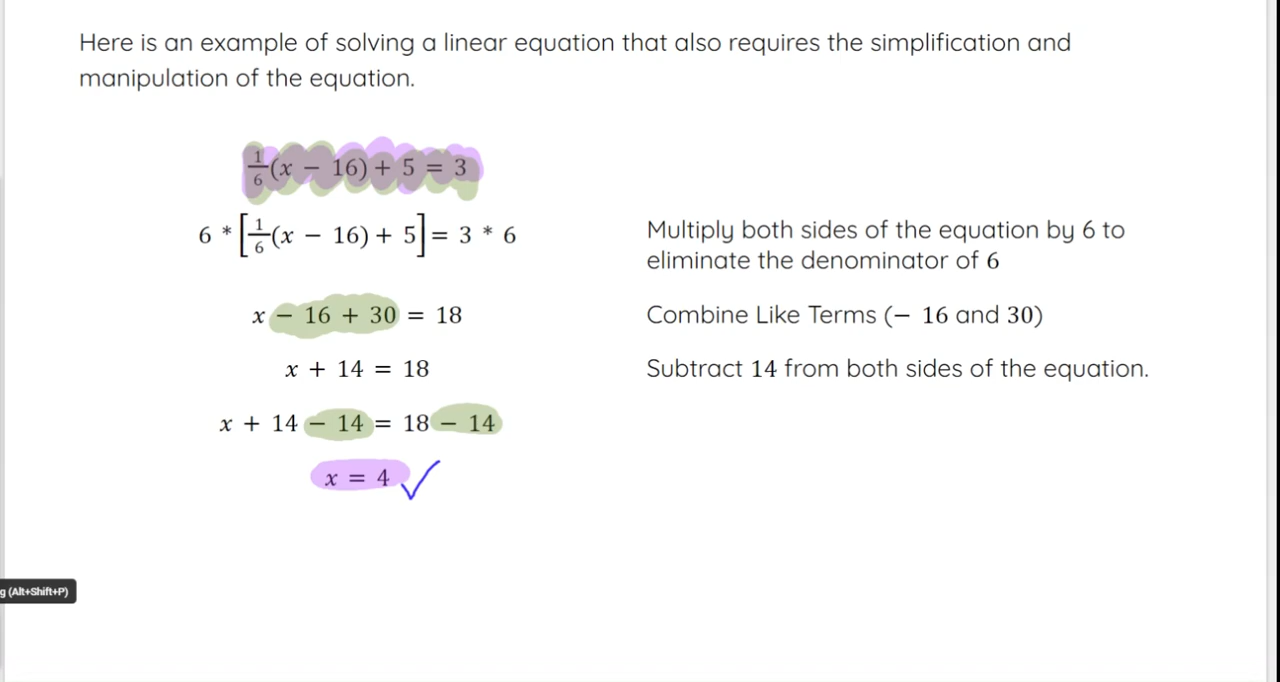 Here is an example of solving a linear equation that also requires the simplification and
manipulation of the equation.
1/6(x − 16) + 5 = 3
6 * [1/6(x − 16) + 5] = 3 * 6
Multiply both sides of the equation by 6 to
eliminate the denominator of 6
x − 16 + 30 = 18
Combine Like Terms (− 16 and 30)
x + 14 = 18
Subtract 14 from both sides of the equation.
x + 14 − 14 = 18 − 14
x = 4
g (Alt+Shift+P)